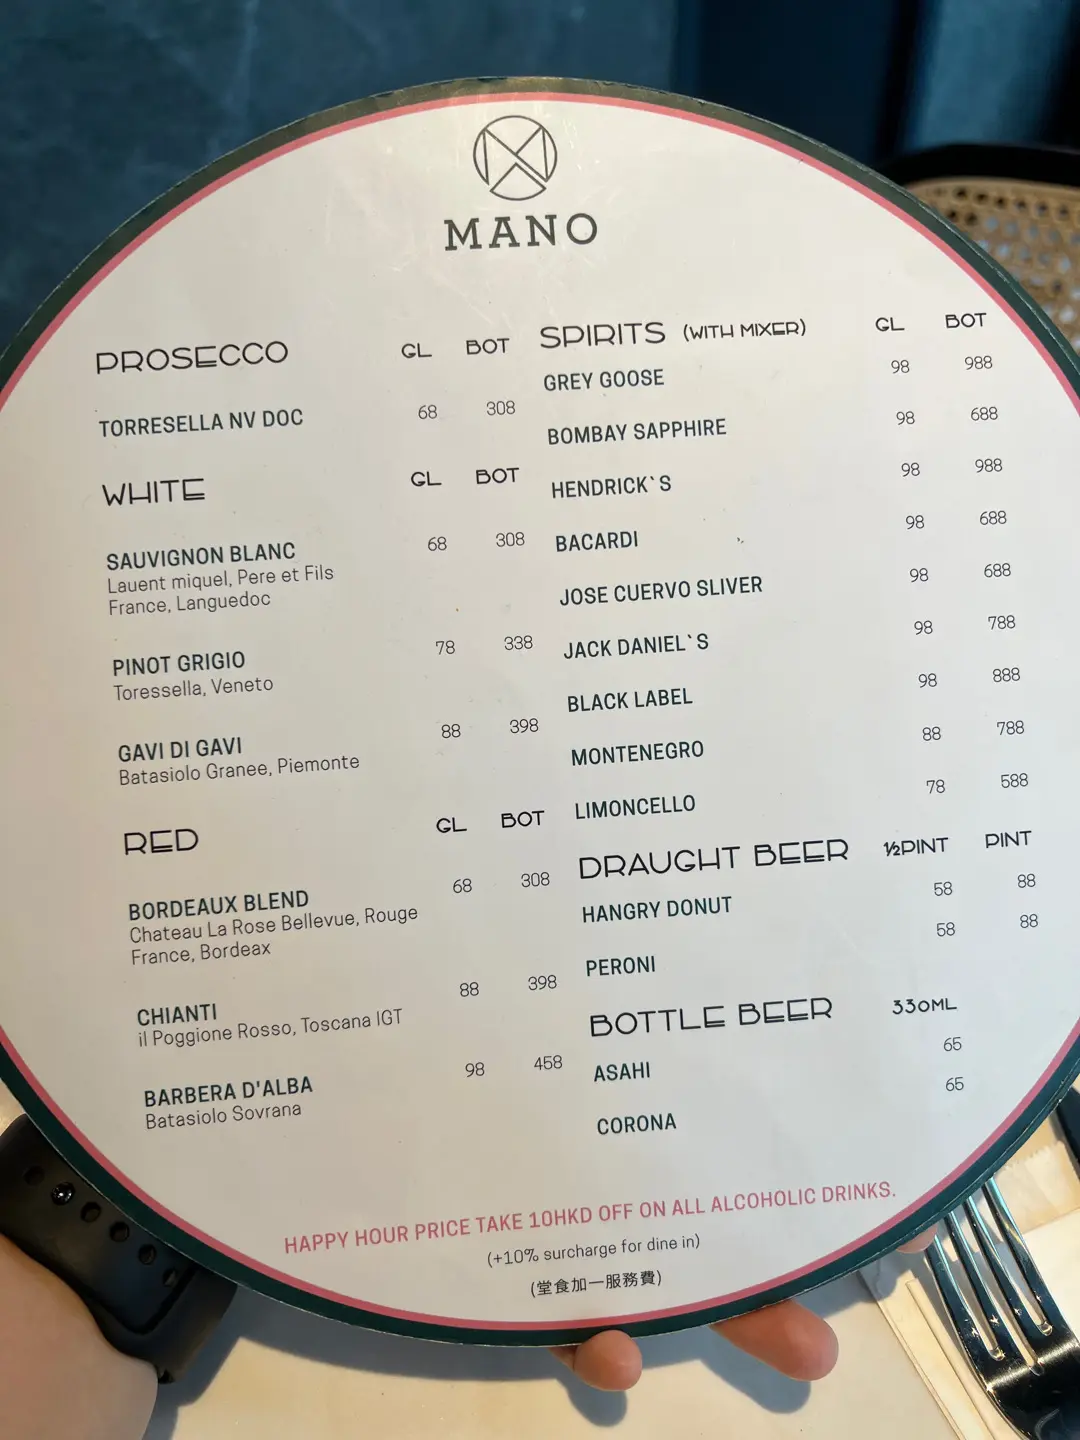 MANO
PROSECCO GL BOT
TORRESELLA NV DOC 68 308
WHITE GL BOT
SAUVIGNON BLANC 68 308
Lauent miquel, Pere et Fils
France, Languedoc
PINOT GRIGIO 78 338
Toressella, Veneto
GAVI DI GAVI 88 398
Batasiolo Granee, Piemonte
RED GL BOT
BORDEAUX BLEND 68 308
Chateau La Rose Bellevue, Rouge
France, Bordeax
CHIANTI 88 398
il Poggione Rosso, Toscana IGT
BARBERA D'ALBA 98 458
Batasiolo Sovrana
SPIRITS (WITH MIXER) GL BOT
GREY GOOSE 98 988
BOMBAY SAPPHIRE 98 688
HENDRICK`S 98 988
BACARDI 98 688
JOSE CUERVO SLIVER 98 688
JACK DANIEL`S 98 788
BLACK LABEL 98 888
MONTENEGRO 88 788
LIMONCELLO 78 588
DRAUGHT BEER ½PINT PINT
HANGRY DONUT 58 88
PERONI 58 88
BOTTLE BEER 330ML
ASAHI 65
CORONA 65
HAPPY HOUR PRICE TAKE 10HKD OFF ON ALL ALCOHOLIC DRINKS.
(+10% surcharge for dine in)
(堂食加一服務費)